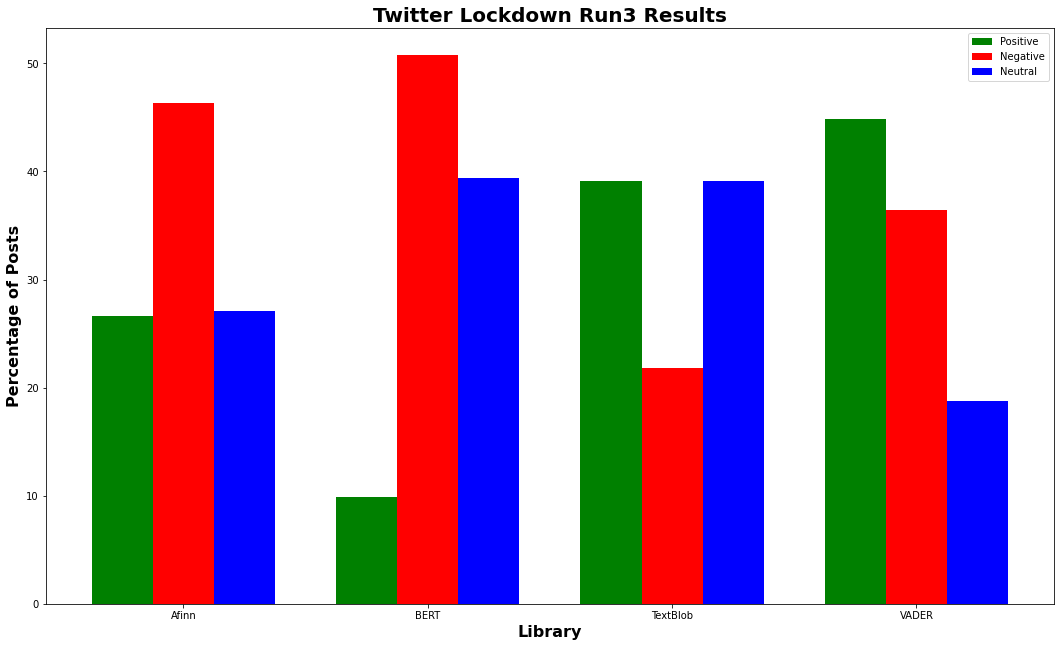 Twitter Lockdown Run3 Results
Positive
Negative
Neutral
Percentage of Posts
50
40
30
20
10
0
Afinn BERT TextBlob VADER
Library